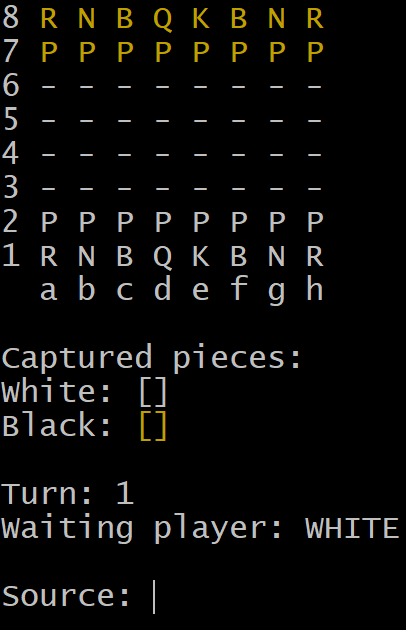 8 R N B Q K B N R
7 P P P P P P P P
6 - - - - - - - -
5 - - - - - - - -
4 - - - - - - - -
3 - - - - - - - -
2 P P P P P P P P
1 R N B Q K B N R
a b c d e f g h
Captured pieces:
White: []
Black: []
Turn: 1
Waiting player: WHITE
Source: